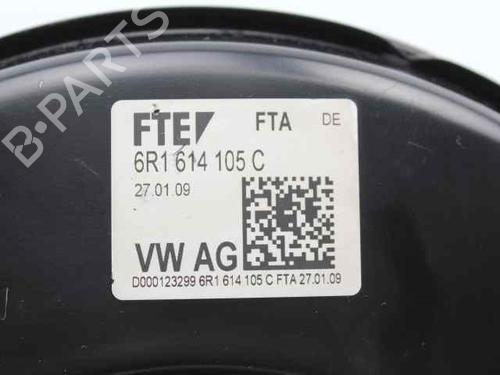 B-PARTS
FTE FTA DE
6R1 614 105 C
27.01.09
VW AG
D000123299 6R1 614 105 C FTA 27.01.09